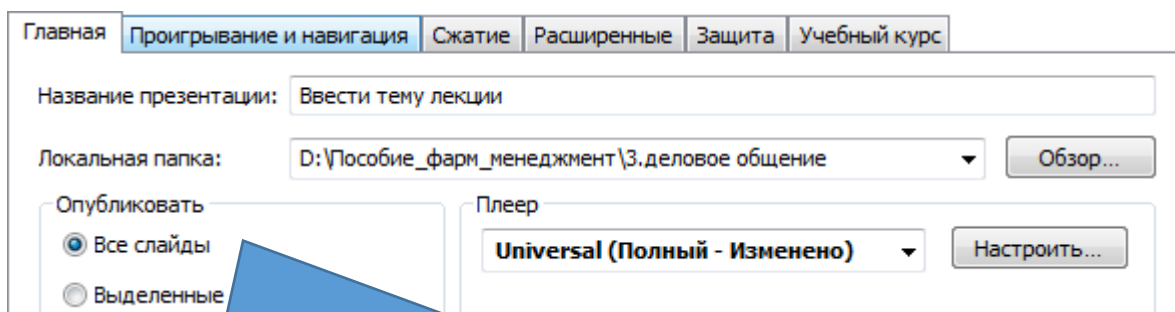 Главная Проигрывание и навигация Сжатие Расширенные Защита Учебный курс
Название презентации: Ввести тему лекции
Локальная папка: D:\Пособие_фарм_менеджмент\3.деловое общение Обзор...
Опубликовать Плеер
Все слайды Universal (Полный - Изменено) Настроить...
Выделенные